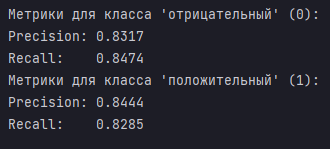 Метрики для класса 'отрицательный' (0):
Precision: 0.8317
Recall:    0.8474
Метрики для класса 'положительный' (1):
Precision: 0.8444
Recall:    0.8285